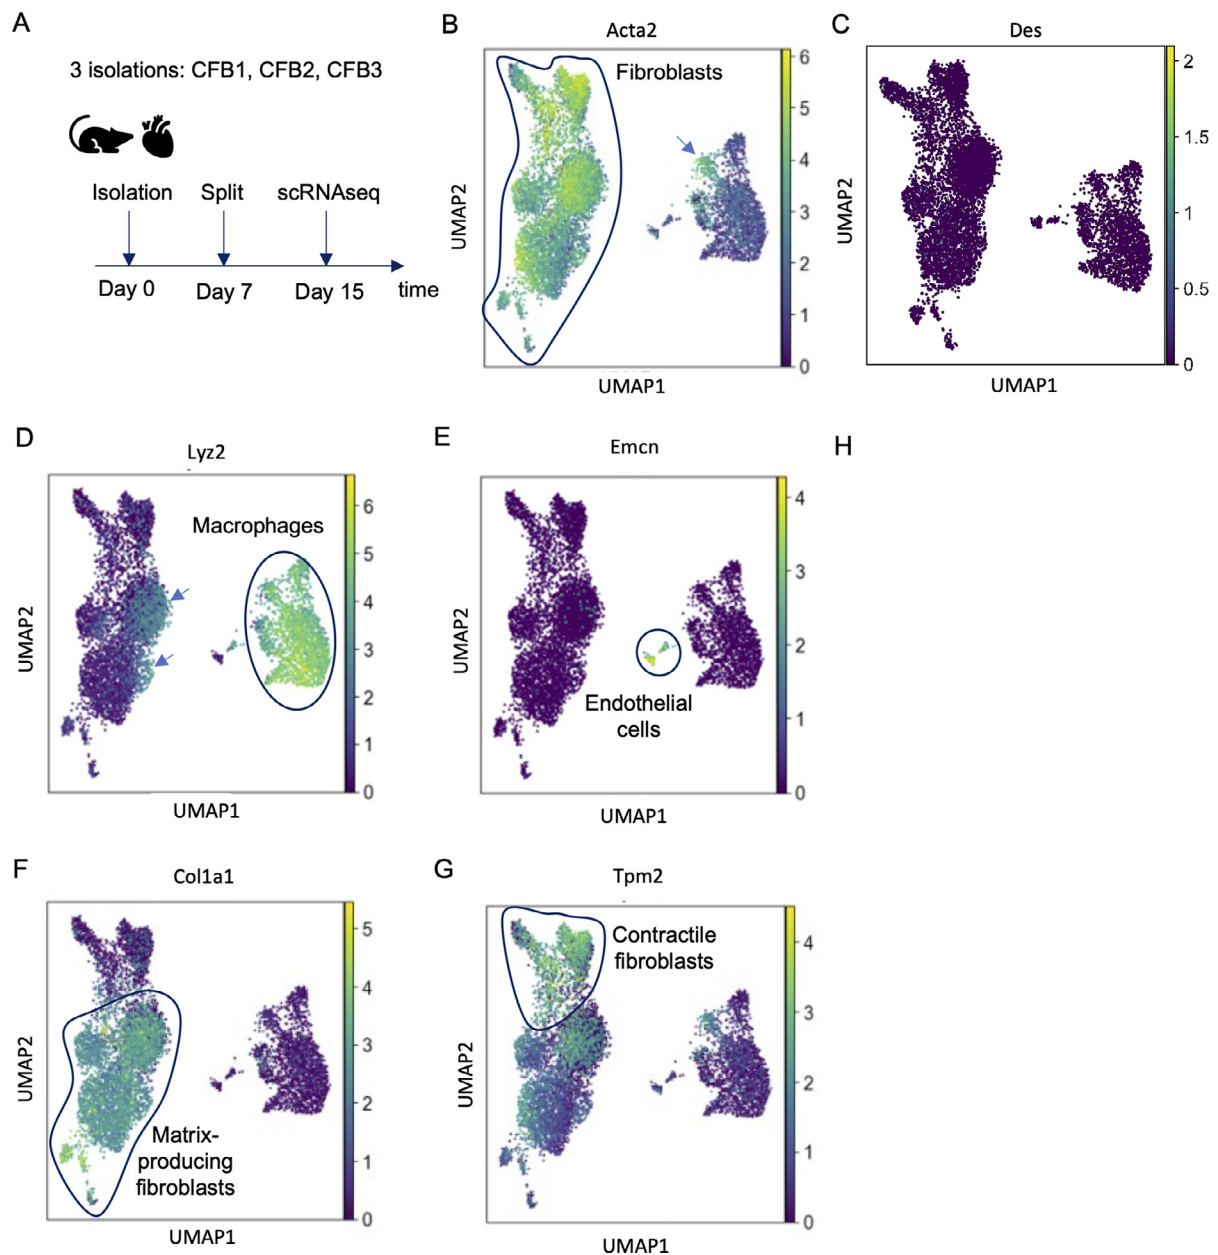 A
3 isolations: CFB1, CFB2, CFB3
Isolation
Split
scRNAseq
Day 0
Day 7
Day 15
time
B
Acta2
Fibroblasts
UMAP2
UMAP1
6
5
4
3
2
1
0
C
Des
UMAP2
UMAP1
2
1.5
1
0.5
0
D
Lyz2
Macrophages
UMAP2
UMAP1
6
5
4
3
2
1
0
E
Emcn
Endothelial
cells
UMAP2
UMAP1
4
3
2
1
0
H
F
Col1a1
Matrix-
producing
fibroblasts
UMAP2
UMAP1
5
4
3
2
1
0
G
Tpm2
Contractile
fibroblasts
UMAP2
UMAP1
4
3
2
1
0